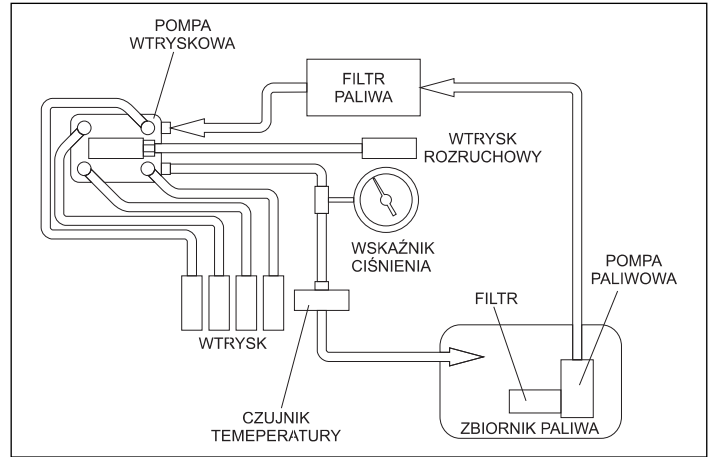 POMPA
WTRYSKOWA
FILTR
PALIWA
WTRYSK
ROZRUCHOWY
WSKAŹNIK
CIŚNIENIA
POMPA
PALIWOWA
FILTR
WTRYSK
CZUJNIK
TEMEPERATURY
ZBIORNIK PALIWA